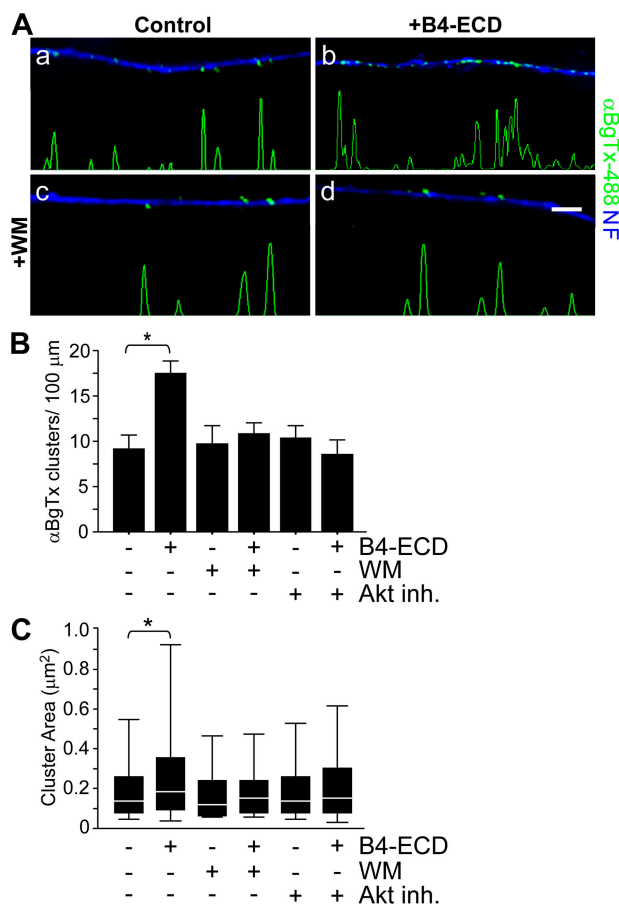 A
Control
+B4-ECD
a
b
αBgTx-488 NF
+WM
c
d
B
αBgTx clusters/ 100 µm
20
15
10
5
0
*
- + - + - + B4-ECD
- - + + - - WM
- - - - + + Akt inh.
C
Cluster Area (µm²)
1.0
0.8
0.6
0.4
0.2
0
*
- + - + - + B4-ECD
- - + + - - WM
- - - - + + Akt inh.